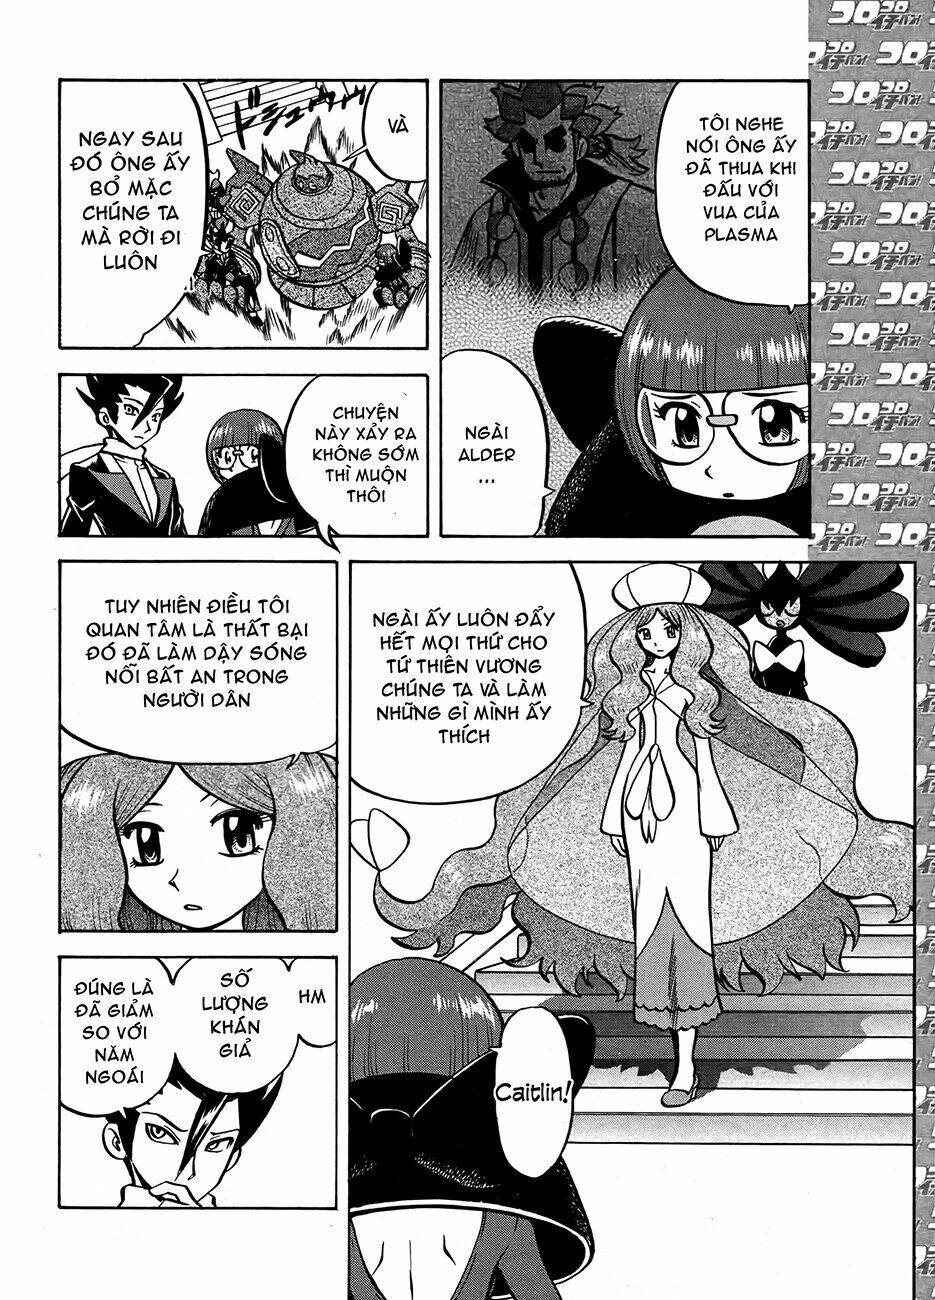 TÔI NGHE
NÓI ÔNG ẤY
ĐÃ THUA KHI
ĐẤU VỚI
VUA CỦA
PLASMA
NGÀI
ALDER
...
VÀ
NGAY SAU
ĐÓ ÔNG ẤY
BỎ MẶC
CHÚNG TA
MÀ RỜI ĐI
LUÔN
CHUYỆN
NÀY XẢY RA
KHÔNG SỚM
THÌ MUỘN
THÔI
NGÀI ẤY LUÔN ĐẨY
HẾT MỌI THỨ CHO
TỨ THIÊN VƯƠNG
CHÚNG TA VÀ LÀM
NHỮNG GÌ MÌNH ẤY
THÍCH
Caitlin!
TUY NHIÊN ĐIỀU TÔI
QUAN TÂM LÀ THẤT BẠI
ĐÓ ĐÃ LÀM DẬY SÓNG
NỖI BẤT AN TRONG
NGƯỜI DÂN
HM
SỐ
LƯỢNG
KHÁN
GIẢ
ĐÚNG LÀ
ĐÃ GIẢM
SO VỚI
NĂM
NGOÁI